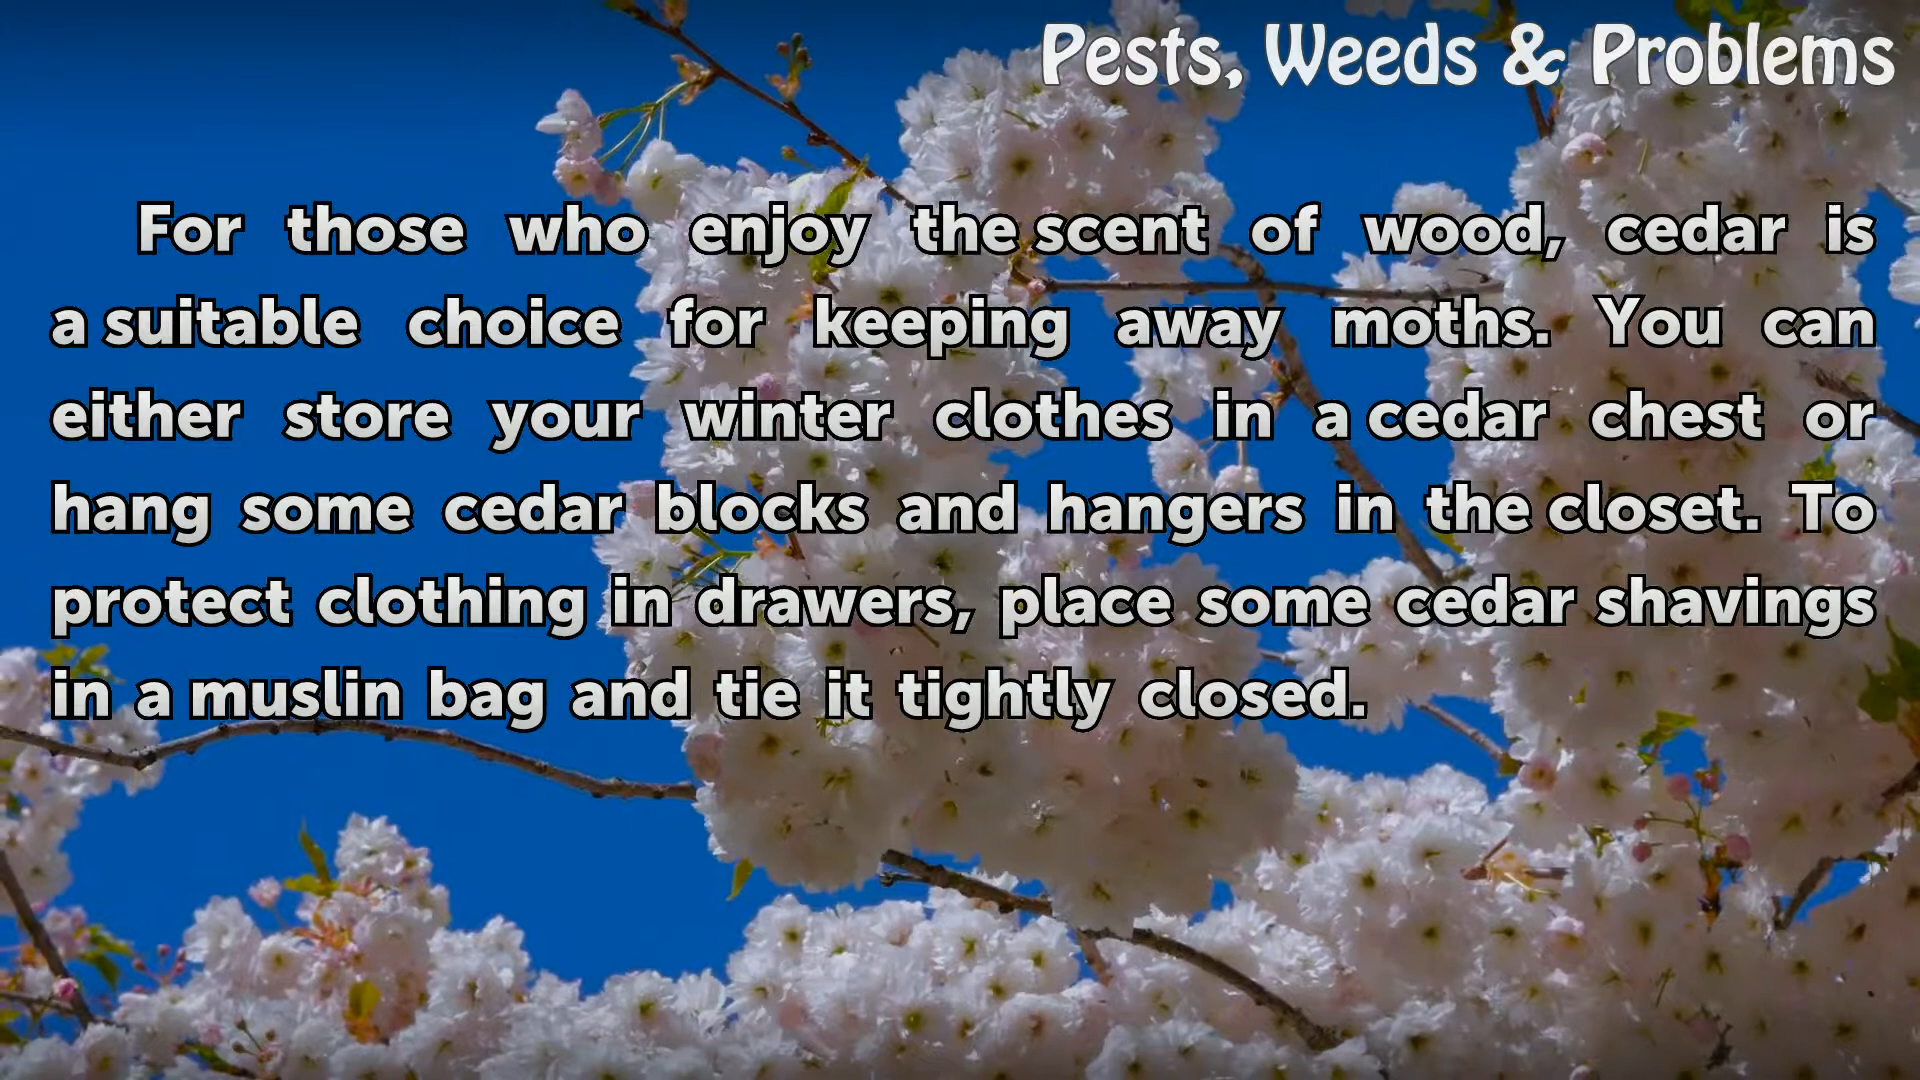 Pests, Weeds & Problems
For those who enjoy the scent of wood, cedar is
a suitable choice for keeping away moths. You can
either store your winter clothes in a cedar chest or
hang some cedar blocks and hangers in the closet. To
protect clothing in drawers, place some cedar shavings
in a muslin bag and tie it tightly closed.